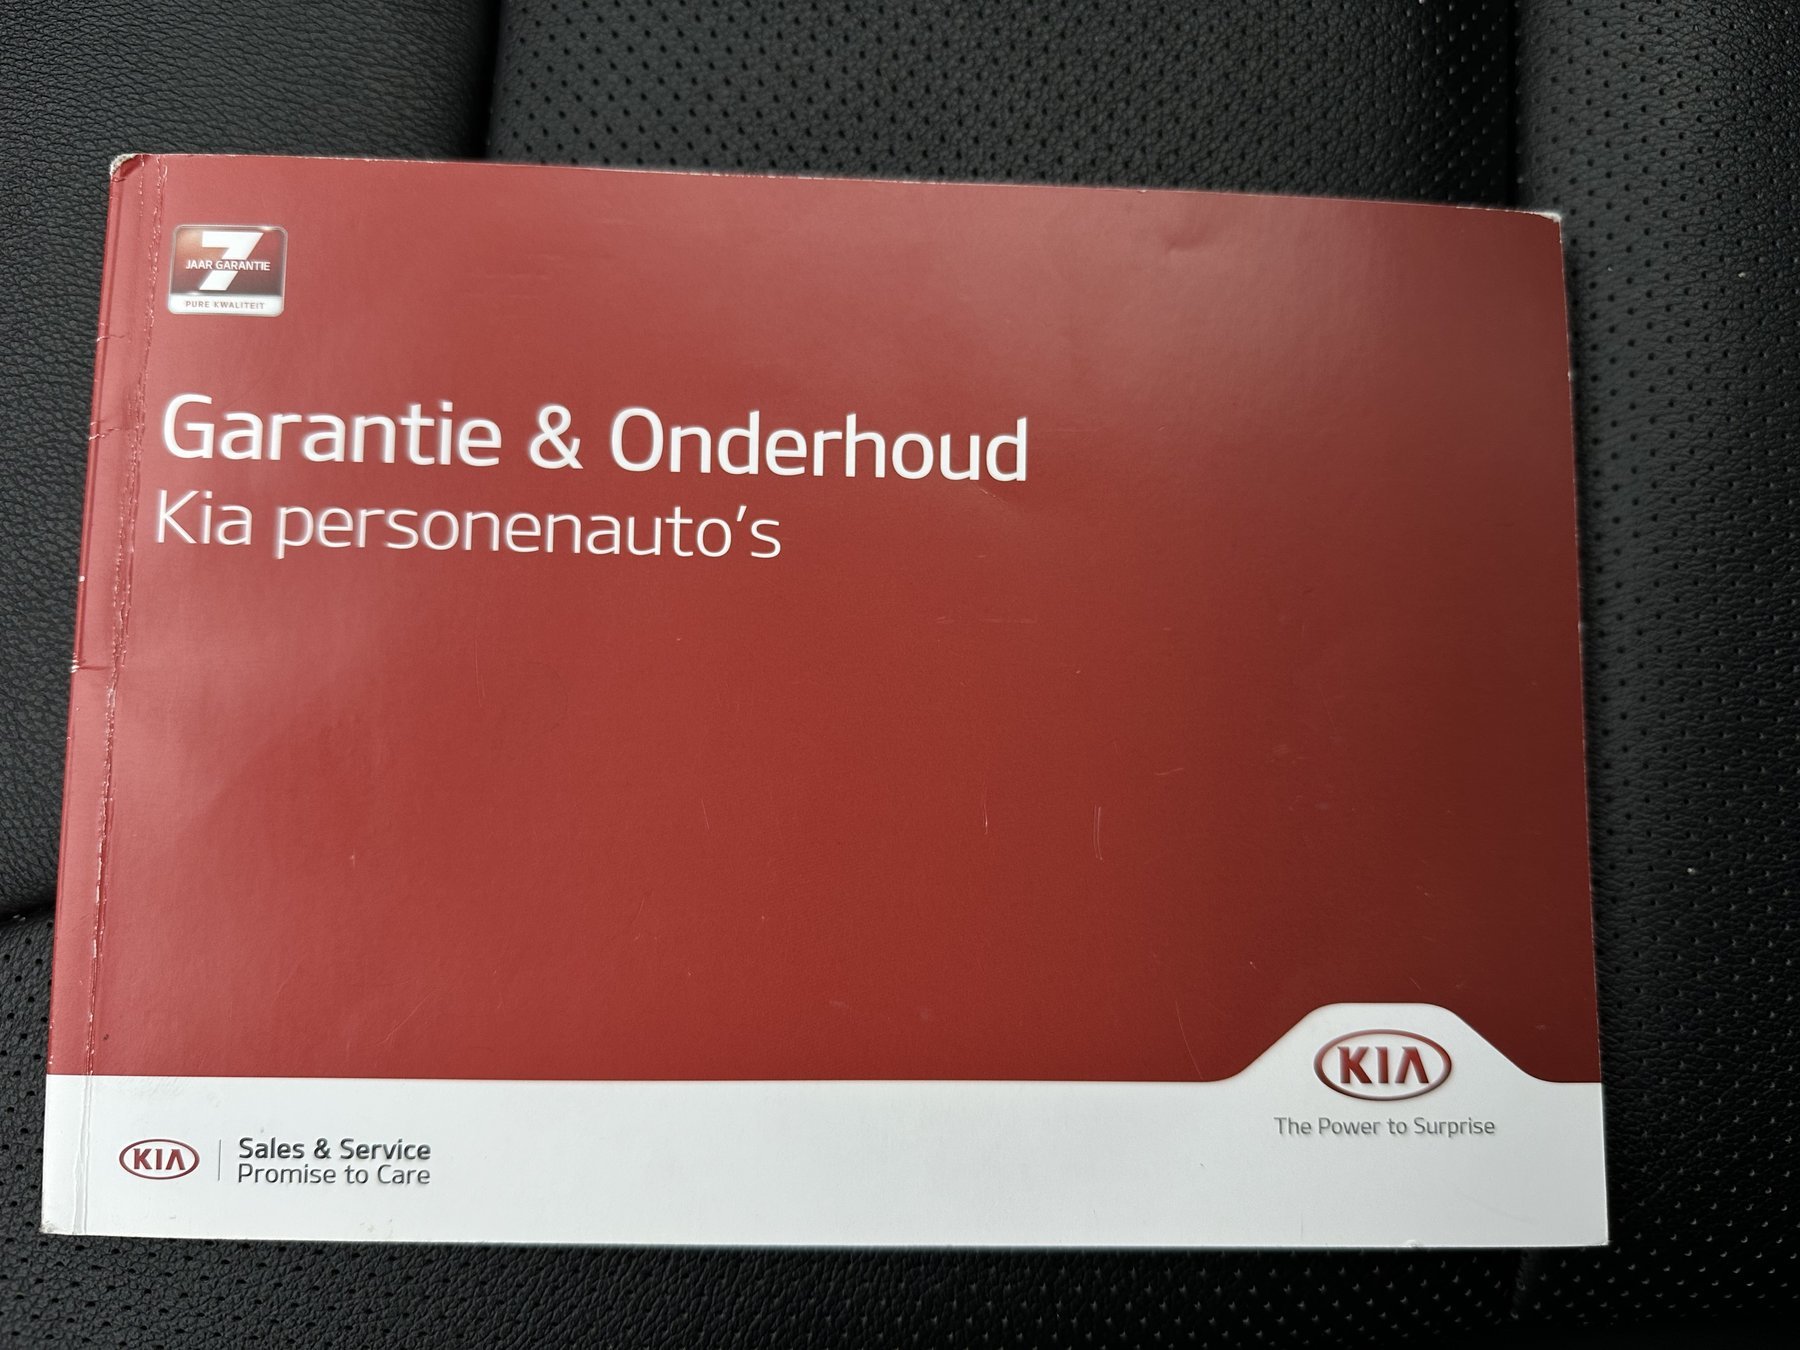 7
JAAR GARANTIE
PURE KWALITEIT
Garantie & Onderhoud
Kia personenauto's
KIA
The Power to Surprise
KIA
Sales & Service
Promise to Care